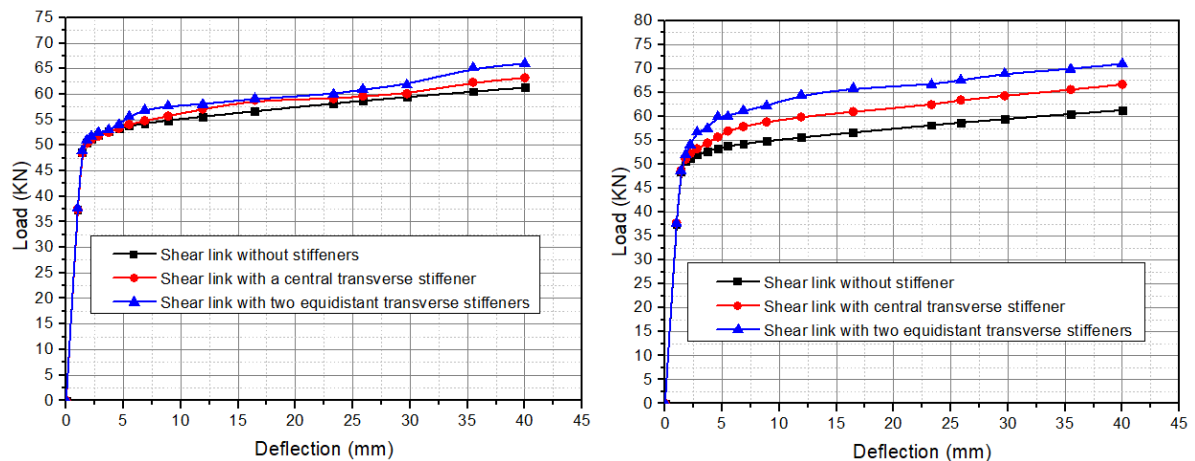 75
70
65
60
55
50
45
40
35
30
25
20
15
10
5
0
Load (KN)
Shear link without stiffeners
Shear link with a central transverse stiffener
Shear link with two equidistant transverse stiffeners
0 5 10 15 20 25 30 35 40 45
Deflection (mm)
80
75
70
65
60
55
50
45
40
35
30
25
20
15
10
5
0
Load (KN)
Shear link without stiffener
Shear link with central transverse stiffener
Shear link with two equidistant transverse stiffeners
0 5 10 15 20 25 30 35 40 45
Deflection (mm)